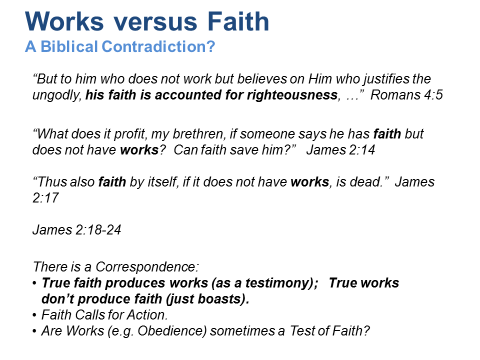 Works versus Faith
A Biblical Contradiction?
“But to him who does not work but believes on Him who justifies the
ungodly, his faith is accounted for righteousness, …”  Romans 4:5
“What does it profit, my brethren, if someone says he has faith but
does not have works?  Can faith save him?”   James 2:14
“Thus also faith by itself, if it does not have works, is dead.”  James
2:17
James 2:18-24
There is a Correspondence:
• True faith produces works (as a testimony);   True works
don’t produce faith (just boasts).
• Faith Calls for Action.
• Are Works (e.g. Obedience) sometimes a Test of Faith?